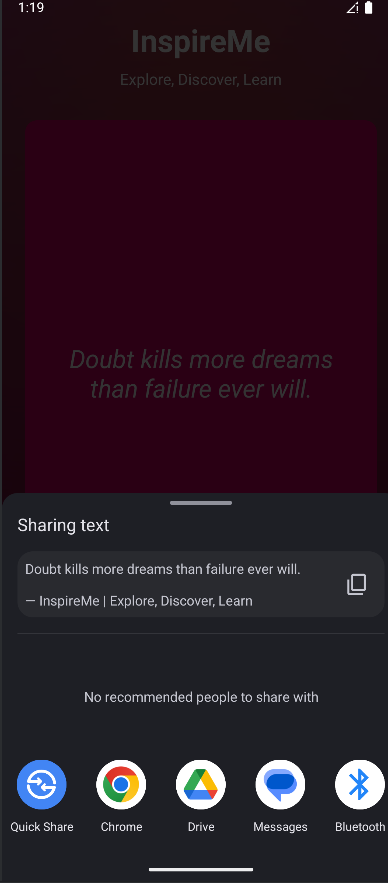 1:19
InspireMe
Explore, Discover, Learn
Doubt kills more dreams
than failure ever will.
Sharing text
Doubt kills more dreams than failure ever will.
— InspireMe | Explore, Discover, Learn
No recommended people to share with
Quick Share Chrome Drive Messages Bluetooth